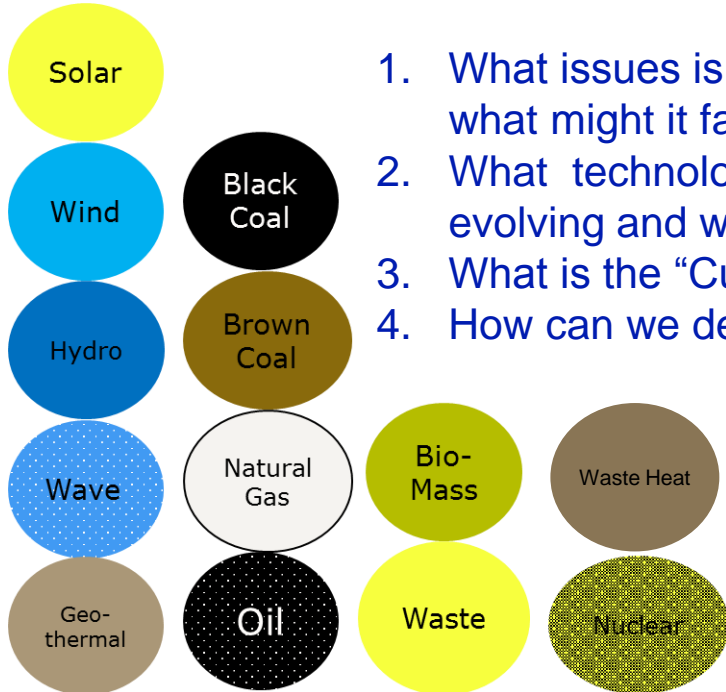 Solar
Wind
Hydro
Wave
Geo-
thermal
Black
Coal
Brown
Coal
Natural
Gas
Oil
Bio-
Mass
Waste
Waste Heat
Nuclear
1. What issues is
what might it fa
2. What technolo
evolving and w
3. What is the “Cu
4. How can we de